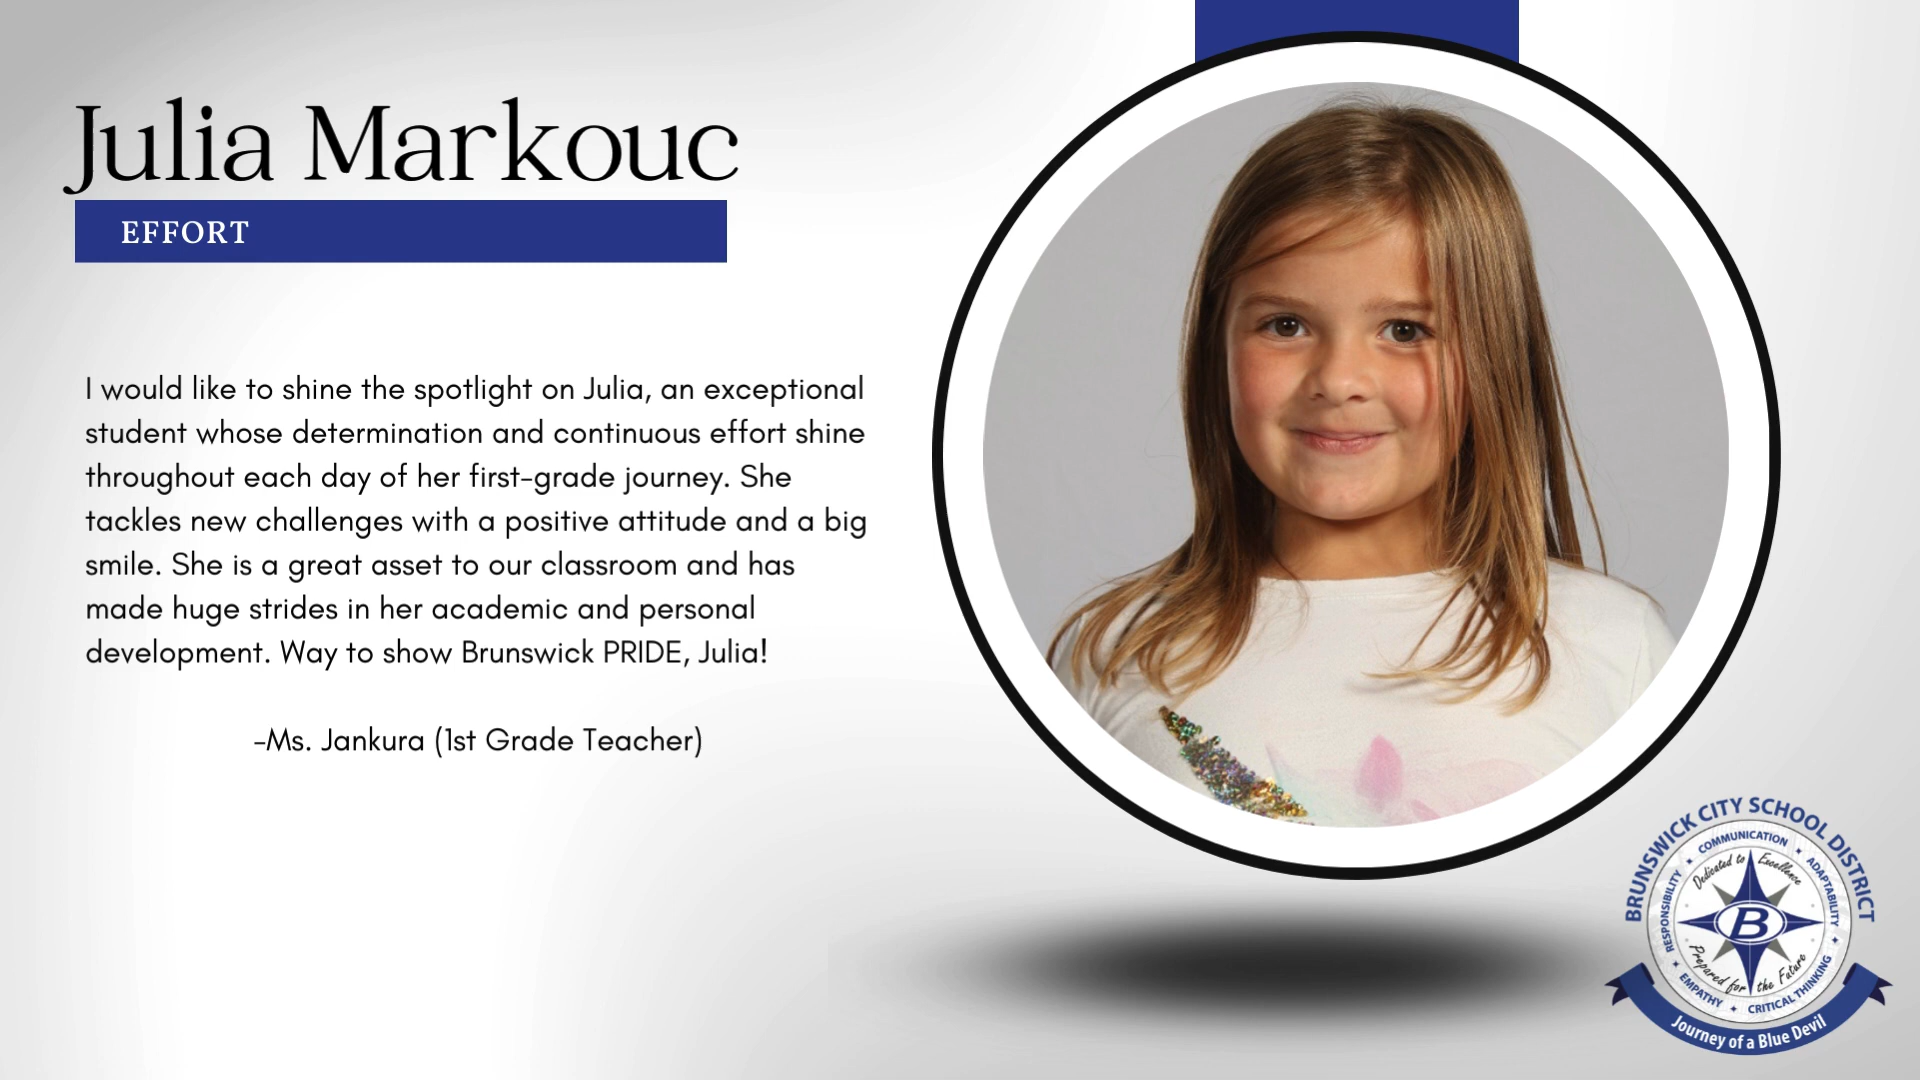 Julia Markouc
EFFORT
I would like to shine the spotlight on Julia, an exceptional
student whose determination and continuous effort shine
throughout each day of her first-grade journey. She
tackles new challenges with a positive attitude and a big
smile. She is a great asset to our classroom and has
made huge strides in her academic and personal
development. Way to show Brunswick PRIDE, Julia!
-Ms. Jankura (1st Grade Teacher)
BRUNSWICK CITY SCHOOL DISTRICT
RESPONSIBILITY
COMMUNICATION
ADAPTABILITY
Dedicated to Excellence
B
Prepared for the Future
EMPATHY
CRITICAL THINKING
Journey of a Blue Devil